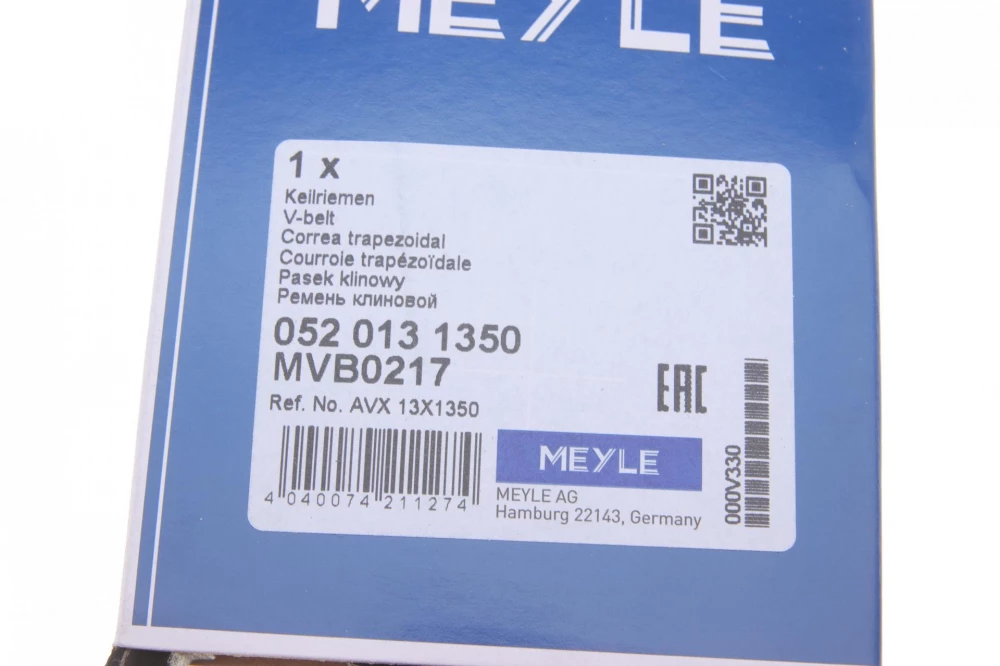 MEYLE
1 x
Keilriemen
V-belt
Correa trapezoidal
Courroie trapézoïdale
Pasek klinowy
Ремень клиновой
052 013 1350
MVB0217
Ref. No. AVX 13X1350
EAC
4 040074 211274
MEYLE
MEYLE AG
Hamburg 22143, Germany
000V330